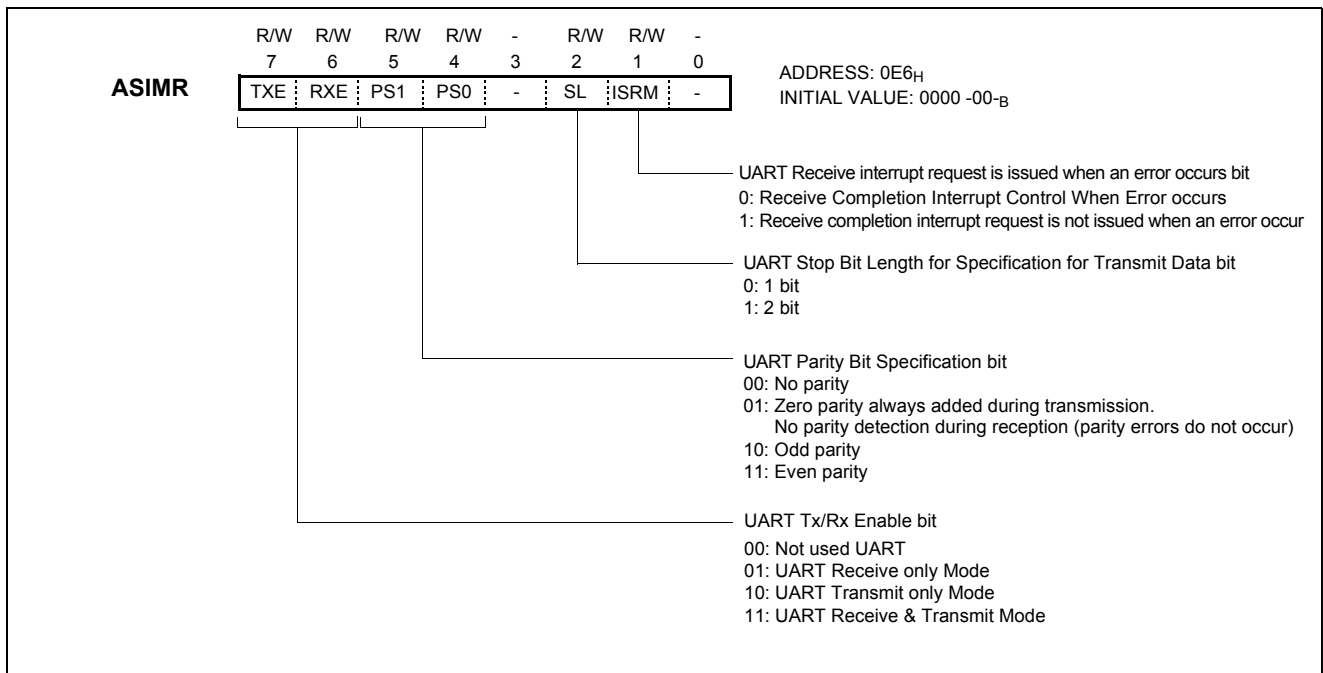 R/W R/W R/W R/W - R/W R/W -
7 6 5 4 3 2 1 0
ASIMR TXE RXE PS1 PS0 - SL ISRM -
ADDRESS: 0E6H
INITIAL VALUE: 0000 -00-B
UART Receive interrupt request is issued when an error occurs bit
0: Receive Completion Interrupt Control When Error occurs
1: Receive completion interrupt request is not issued when an error occur
UART Stop Bit Length for Specification for Transmit Data bit
0: 1 bit
1: 2 bit
UART Parity Bit Specification bit
00: No parity
01: Zero parity always added during transmission.
No parity detection during reception (parity errors do not occur)
10: Odd parity
11: Even parity
UART Tx/Rx Enable bit
00: Not used UART
01: UART Receive only Mode
10: UART Transmit only Mode
11: UART Receive & Transmit Mode